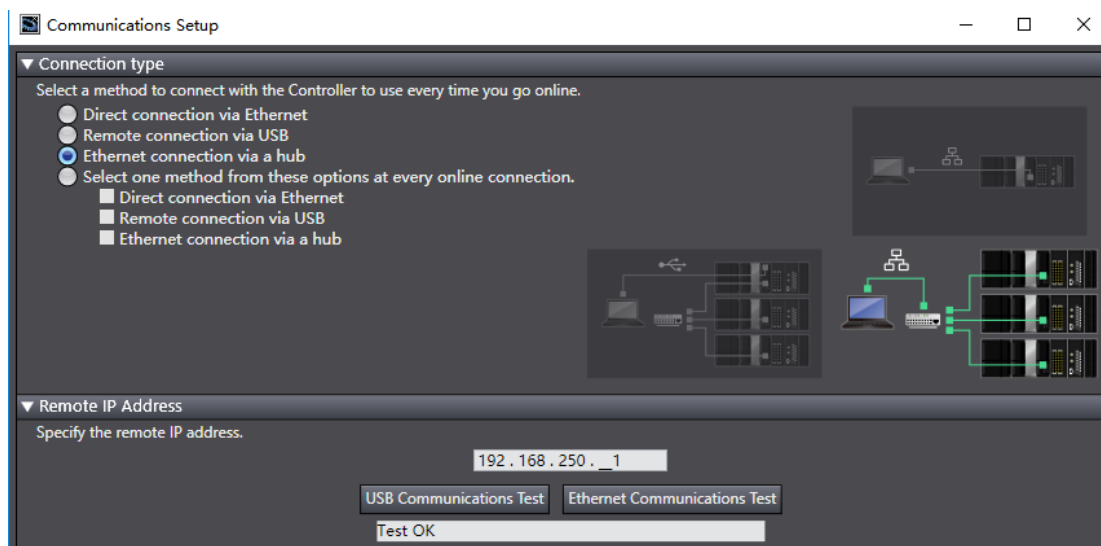 Communications Setup
▼ Connection type
Select a method to connect with the Controller to use every time you go online.
Direct connection via Ethernet
Remote connection via USB
Ethernet connection via a hub
Select one method from these options at every online connection.
Direct connection via Ethernet
Remote connection via USB
Ethernet connection via a hub
▼ Remote IP Address
Specify the remote IP address.
192 . 168 . 250 . __1
USB Communications Test Ethernet Communications Test
Test OK